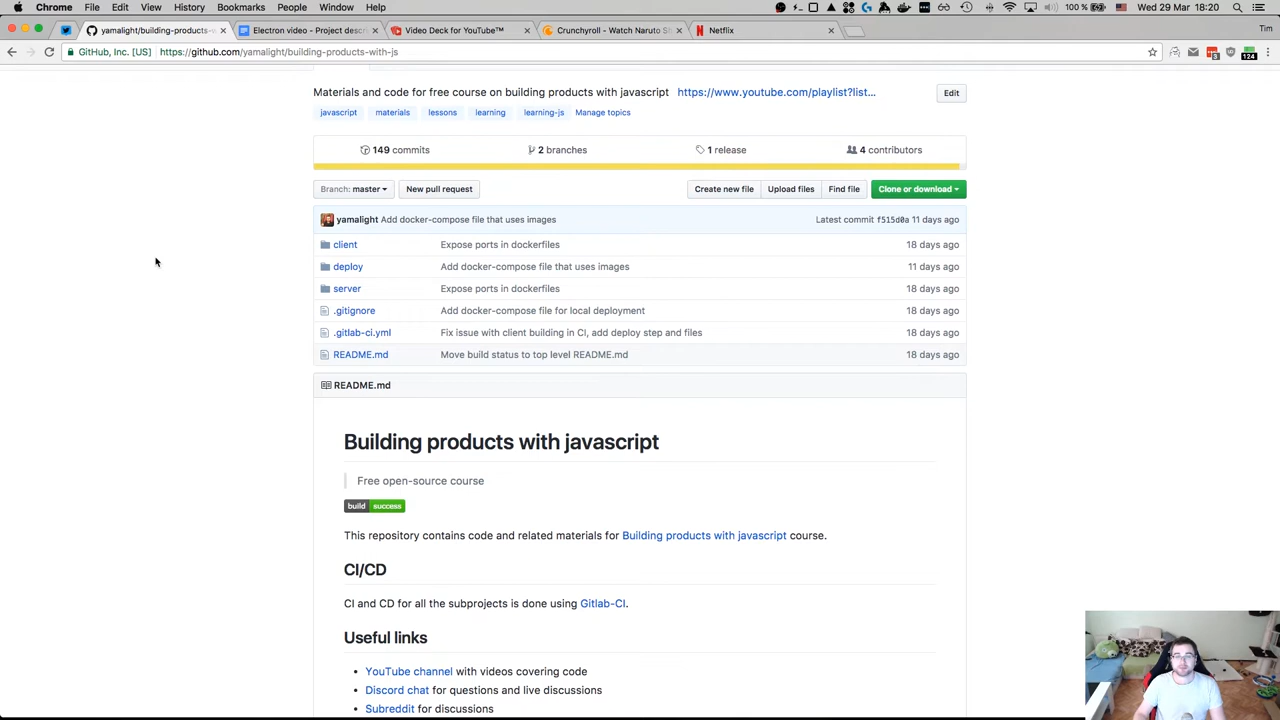 Chrome File Edit View History Bookmarks People Window Help 100 % Wed 29 Mar 18:20
yamalight/building-products-w Electron video - Project descr Video Deck for YouTube™ Crunchyroll - Watch Naruto Sh Netflix Tim
GitHub, Inc. [US] https://github.com/yamalight/building-products-with-js 3 124
Materials and code for free course on building products with javascript https://www.youtube.com/playlist?list... Edit
javascript materials lessons learning learning-js Manage topics
149 commits 2 branches 1 release 4 contributors
Branch: master New pull request Create new file Upload files Find file Clone or download
yamalight Add docker-compose file that uses images Latest commit f515d0a 11 days ago
client Expose ports in dockerfiles 18 days ago
deploy Add docker-compose file that uses images 11 days ago
server Expose ports in dockerfiles 18 days ago
.gitignore Add docker-compose file for local deployment 18 days ago
.gitlab-ci.yml Fix issue with client building in CI, add deploy step and files 18 days ago
README.md Move build status to top level README.md 18 days ago
README.md
Building products with javascript
Free open-source course
build success
This repository contains code and related materials for Building products with javascript course.
CI/CD
CI and CD for all the subprojects is done using Gitlab-CI.
Useful links
• YouTube channel with videos covering code
• Discord chat for questions and live discussions
• Subreddit for discussions